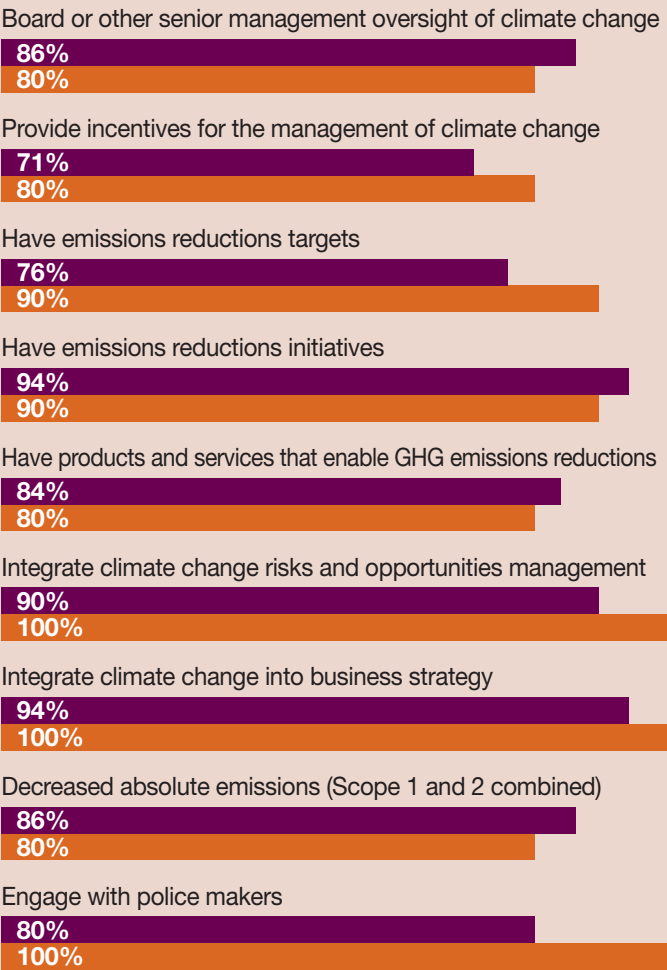 Board or other senior management oversight of climate change
86%
80%
Provide incentives for the management of climate change
71%
80%
Have emissions reductions targets
76%
90%
Have emissions reductions initiatives
94%
90%
Have products and services that enable GHG emissions reductions
84%
80%
Integrate climate change risks and opportunities management
90%
100%
Integrate climate change into business strategy
94%
100%
Decreased absolute emissions (Scope 1 and 2 combined)
86%
80%
Engage with police makers
80%
100%